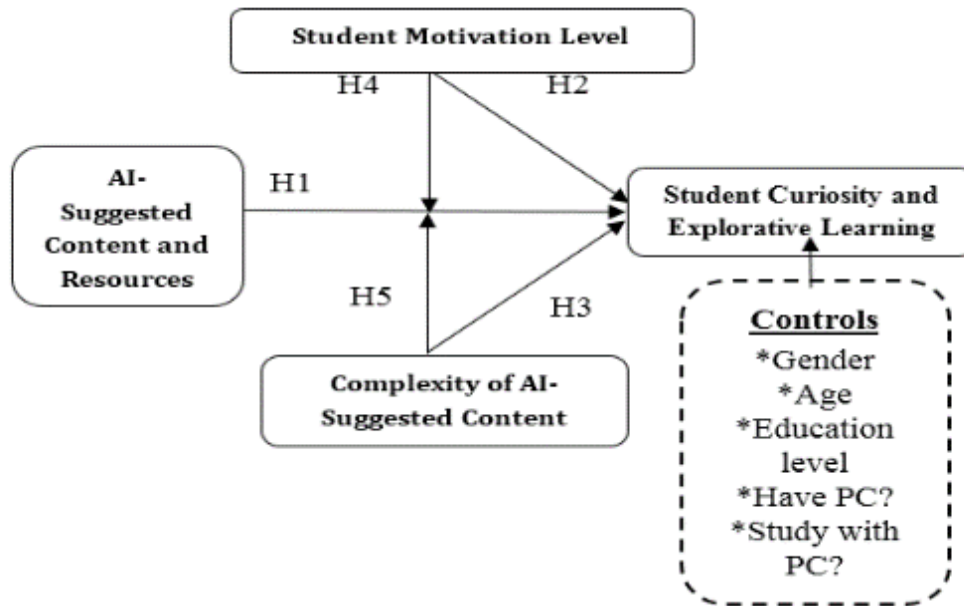 Student Motivation Level
H4
H2
AI-
Suggested
Content and
Resources
H1
Student Curiosity and
Explorative Learning
H5
H3
Complexity of AI-
Suggested Content
Controls
*Gender
*Age
*Education
level
*Have PC?
*Study with
PC?